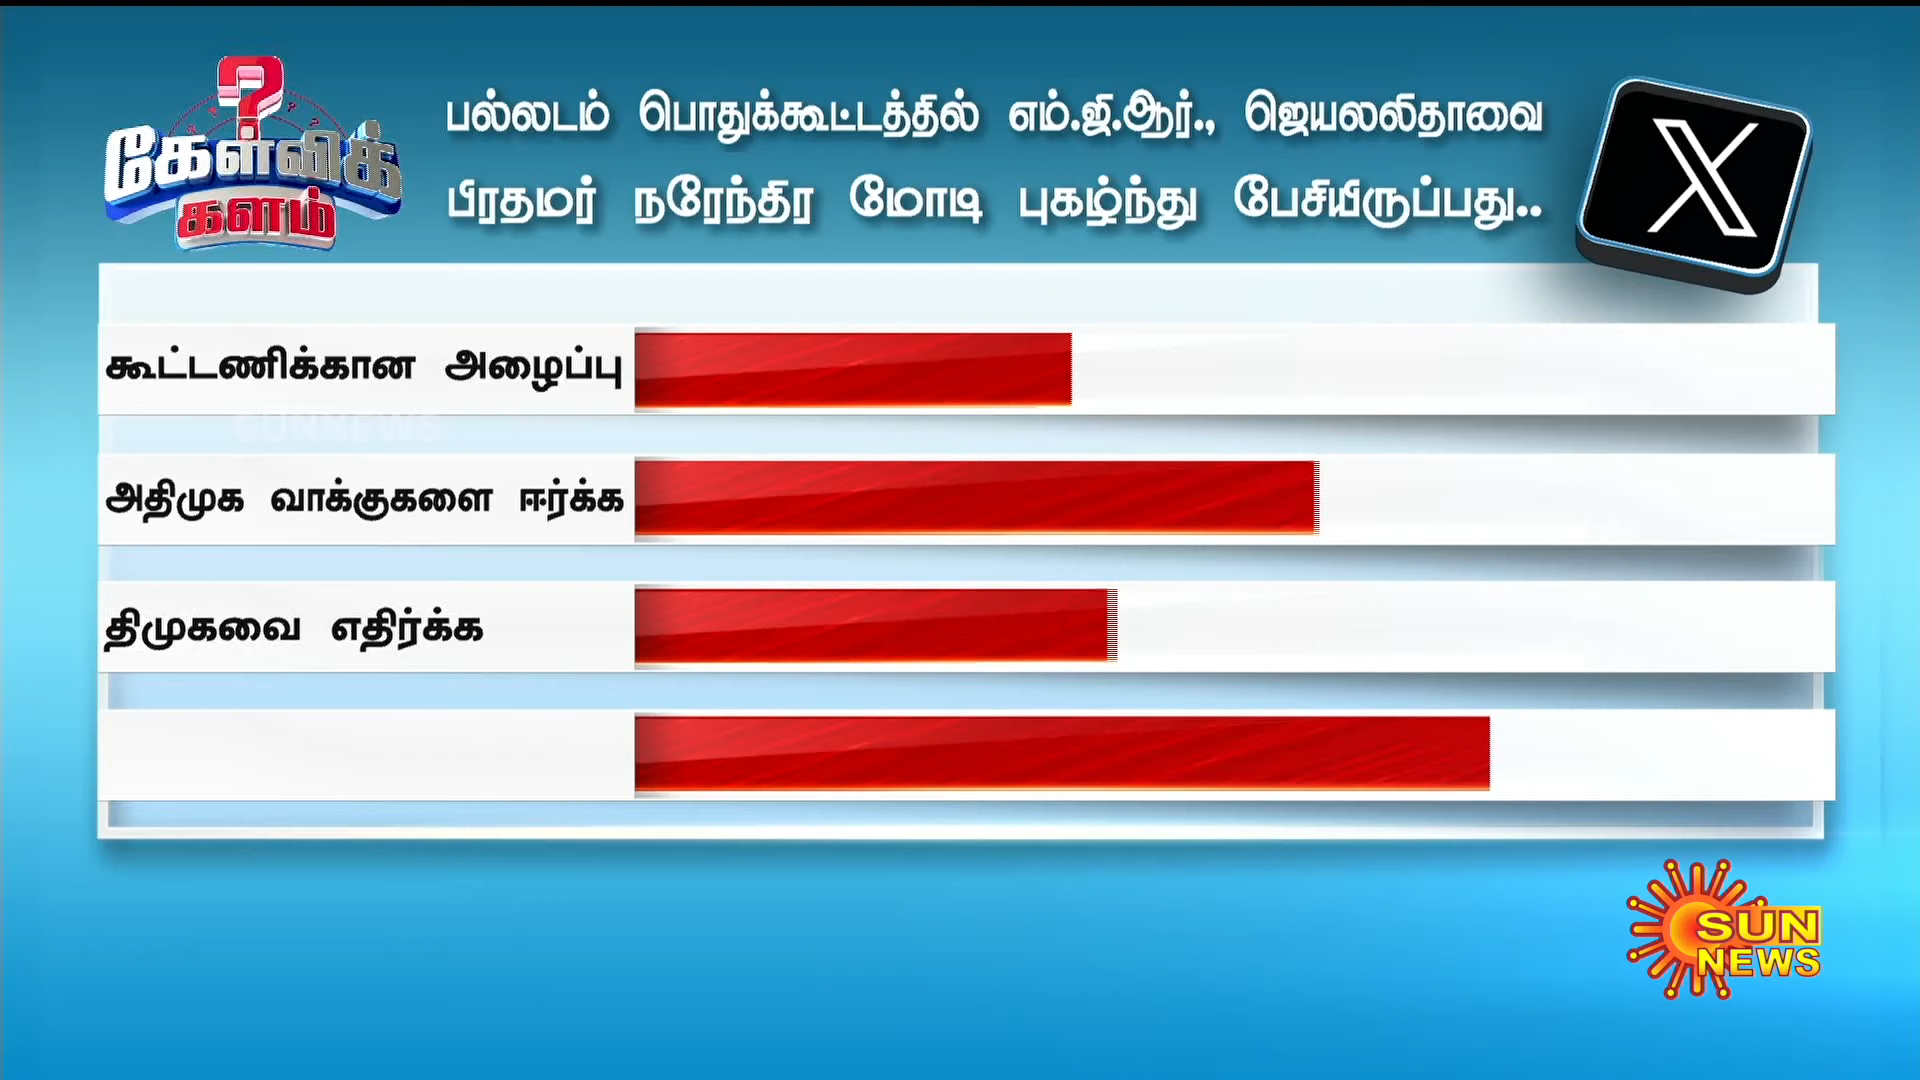 பல்லடம் பொதுக்கூட்டத்தில் எம்.ஜி.ஆர்., ஜெயலலிதாவை
பிரதமர் நரேந்திர மோடி புகழ்ந்து பேசியிருப்பது..
?
கேள்விக்
களம்
X
கூட்டணிக்கான அழைப்பு
SUNNEWS
அதிமுக வாக்குகளை ஈர்க்க
திமுகவை எதிர்க்க
SUN
NEWS